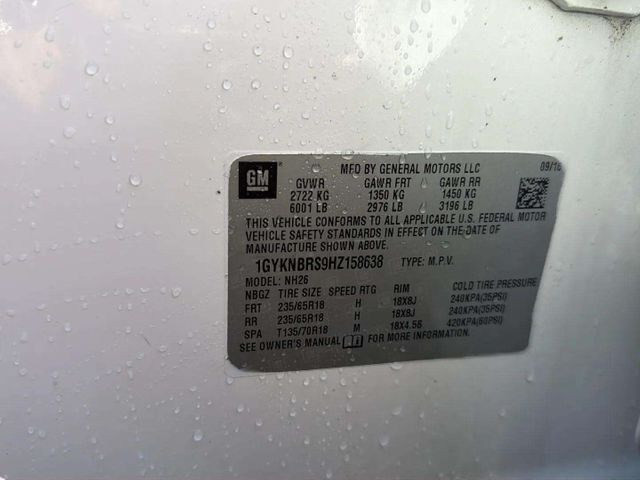 GM
MFD BY GENERAL MOTORS LLC 09/16
GVWR GAWR FRT GAWR RR
2722 KG 1350 KG 1450 KG
6001 LB 2976 LB 3196 LB
THIS VEHICLE CONFORMS TO ALL APPLICABLE U.S. FEDERAL MOTOR
VEHICLE SAFETY STANDARDS IN EFFECT ON THE DATE OF
MANUFACTURE SHOWN ABOVE.
1GYKNBRS9HZ158638 TYPE: M.P.V.
MODEL: NH26
NBGZ TIRE SIZE SPEED RTG RIM COLD TIRE PRESSURE
FRT 235/65R18 H 18X8J 240KPA(35PSI)
RR 235/65R18 H 18X8J 240KPA(35PSI)
SPA T135/70R18 M 18X4.5B 420KPA(60PSI)
SEE OWNER'S MANUAL FOR MORE INFORMATION.